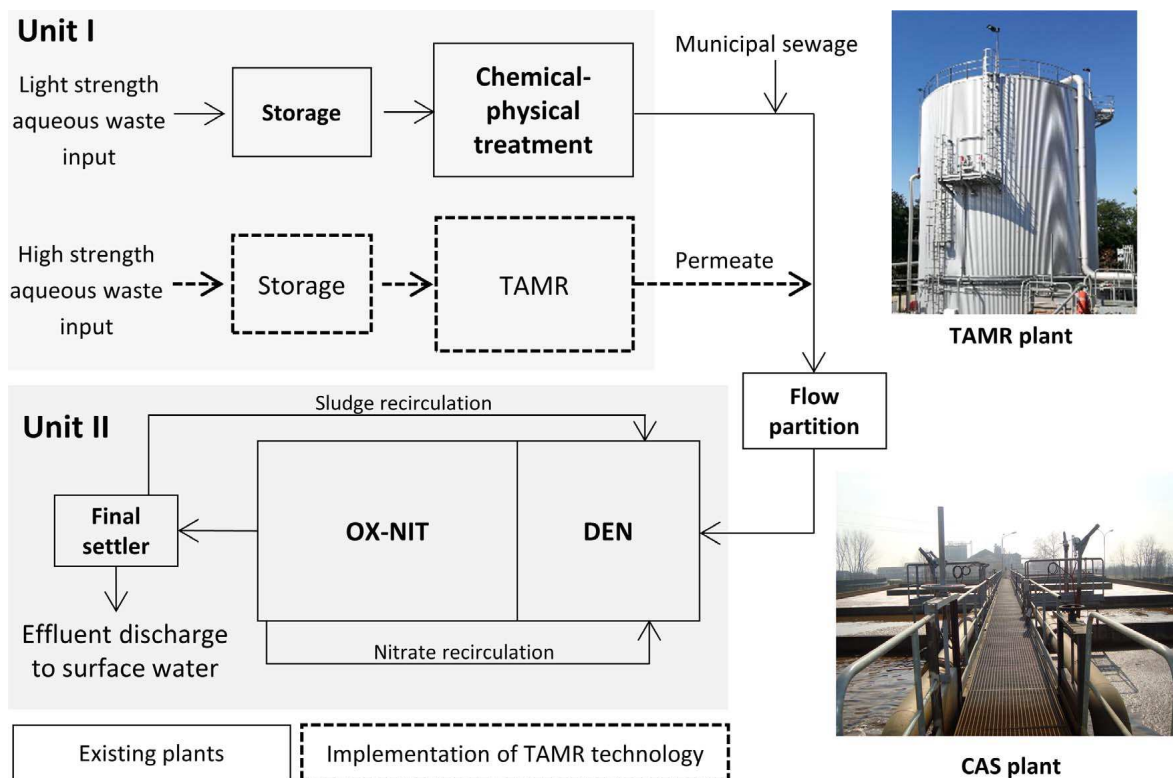 Unit I
Light strength
aqueous waste
input
Storage
Chemical-
physical
treatment
Municipal sewage
High strength
aqueous waste
input
Storage
TAMR
Permeate
TAMR plant
Flow
partition
Unit II
Sludge recirculation
Final
settler
OX-NIT
DEN
Effluent discharge
to surface water
Nitrate recirculation
CAS plant
Existing plants
Implementation of TAMR technology